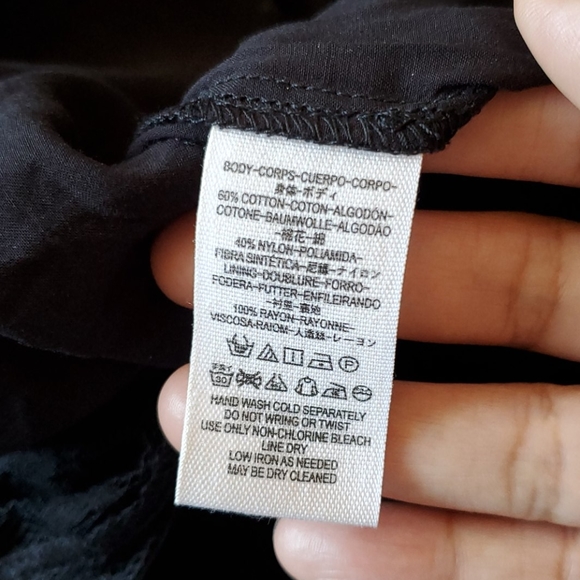 BODY-CORPS-CUERPO-CORPO-
身体-ボディ
60% COTTON-COTON-ALGODÓN-
COTONE-BAUMWOLLE-ALGODÃO
-棉花-綿
40% NYLON-POLIAMIDA-
FIBRA SINTÉTICA-尼龍-ナイロン
LINING-DOUBLURE-FORRO-
FODERA-FUTTER-ENFILEIRANDO
-衬里-裏地
100% RAYON-RAYONNE-
VISCOSA-RAIOM-人造絲-レーヨン
P
30
HAND WASH COLD SEPARATELY
DO NOT WRING OR TWIST
USE ONLY NON-CHLORINE BLEACH
LINE DRY
LOW IRON AS NEEDED
MAY BE DRY CLEANED